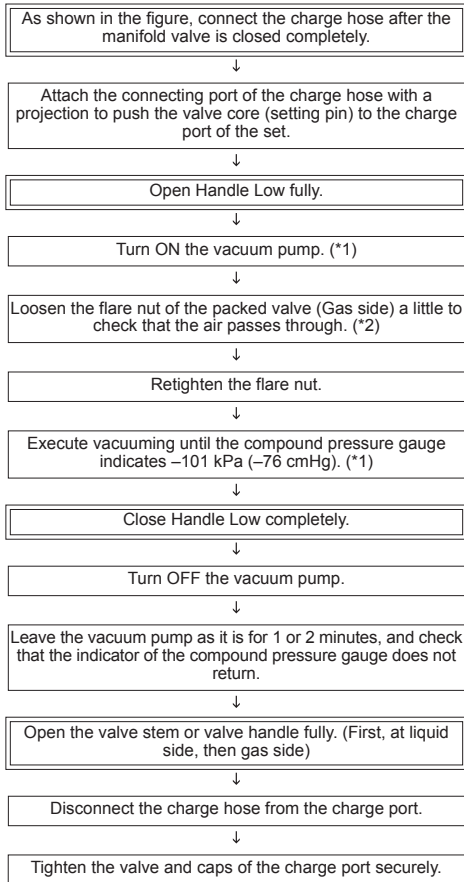 As shown in the figure, connect the charge hose after the
manifold valve is closed completely.
↓
Attach the connecting port of the charge hose with a
projection to push the valve core (setting pin) to the charge
port of the set.
↓
Open Handle Low fully.
↓
Turn ON the vacuum pump. (*1)
↓
Loosen the flare nut of the packed valve (Gas side) a little to
check that the air passes through. (*2)
↓
Retighten the flare nut.
↓
Execute vacuuming until the compound pressure gauge
indicates –101 kPa (–76 cmHg). (*1)
↓
Close Handle Low completely.
↓
Turn OFF the vacuum pump.
↓
Leave the vacuum pump as it is for 1 or 2 minutes, and check
that the indicator of the compound pressure gauge does not
return.
↓
Open the valve stem or valve handle fully. (First, at liquid
side, then gas side)
↓
Disconnect the charge hose from the charge port.
↓
Tighten the valve and caps of the charge port securely.